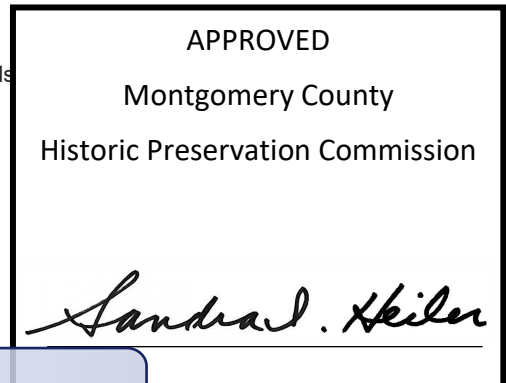 APPROVED
Montgomery County
Historic Preservation Commission
Sandra I. Heiler